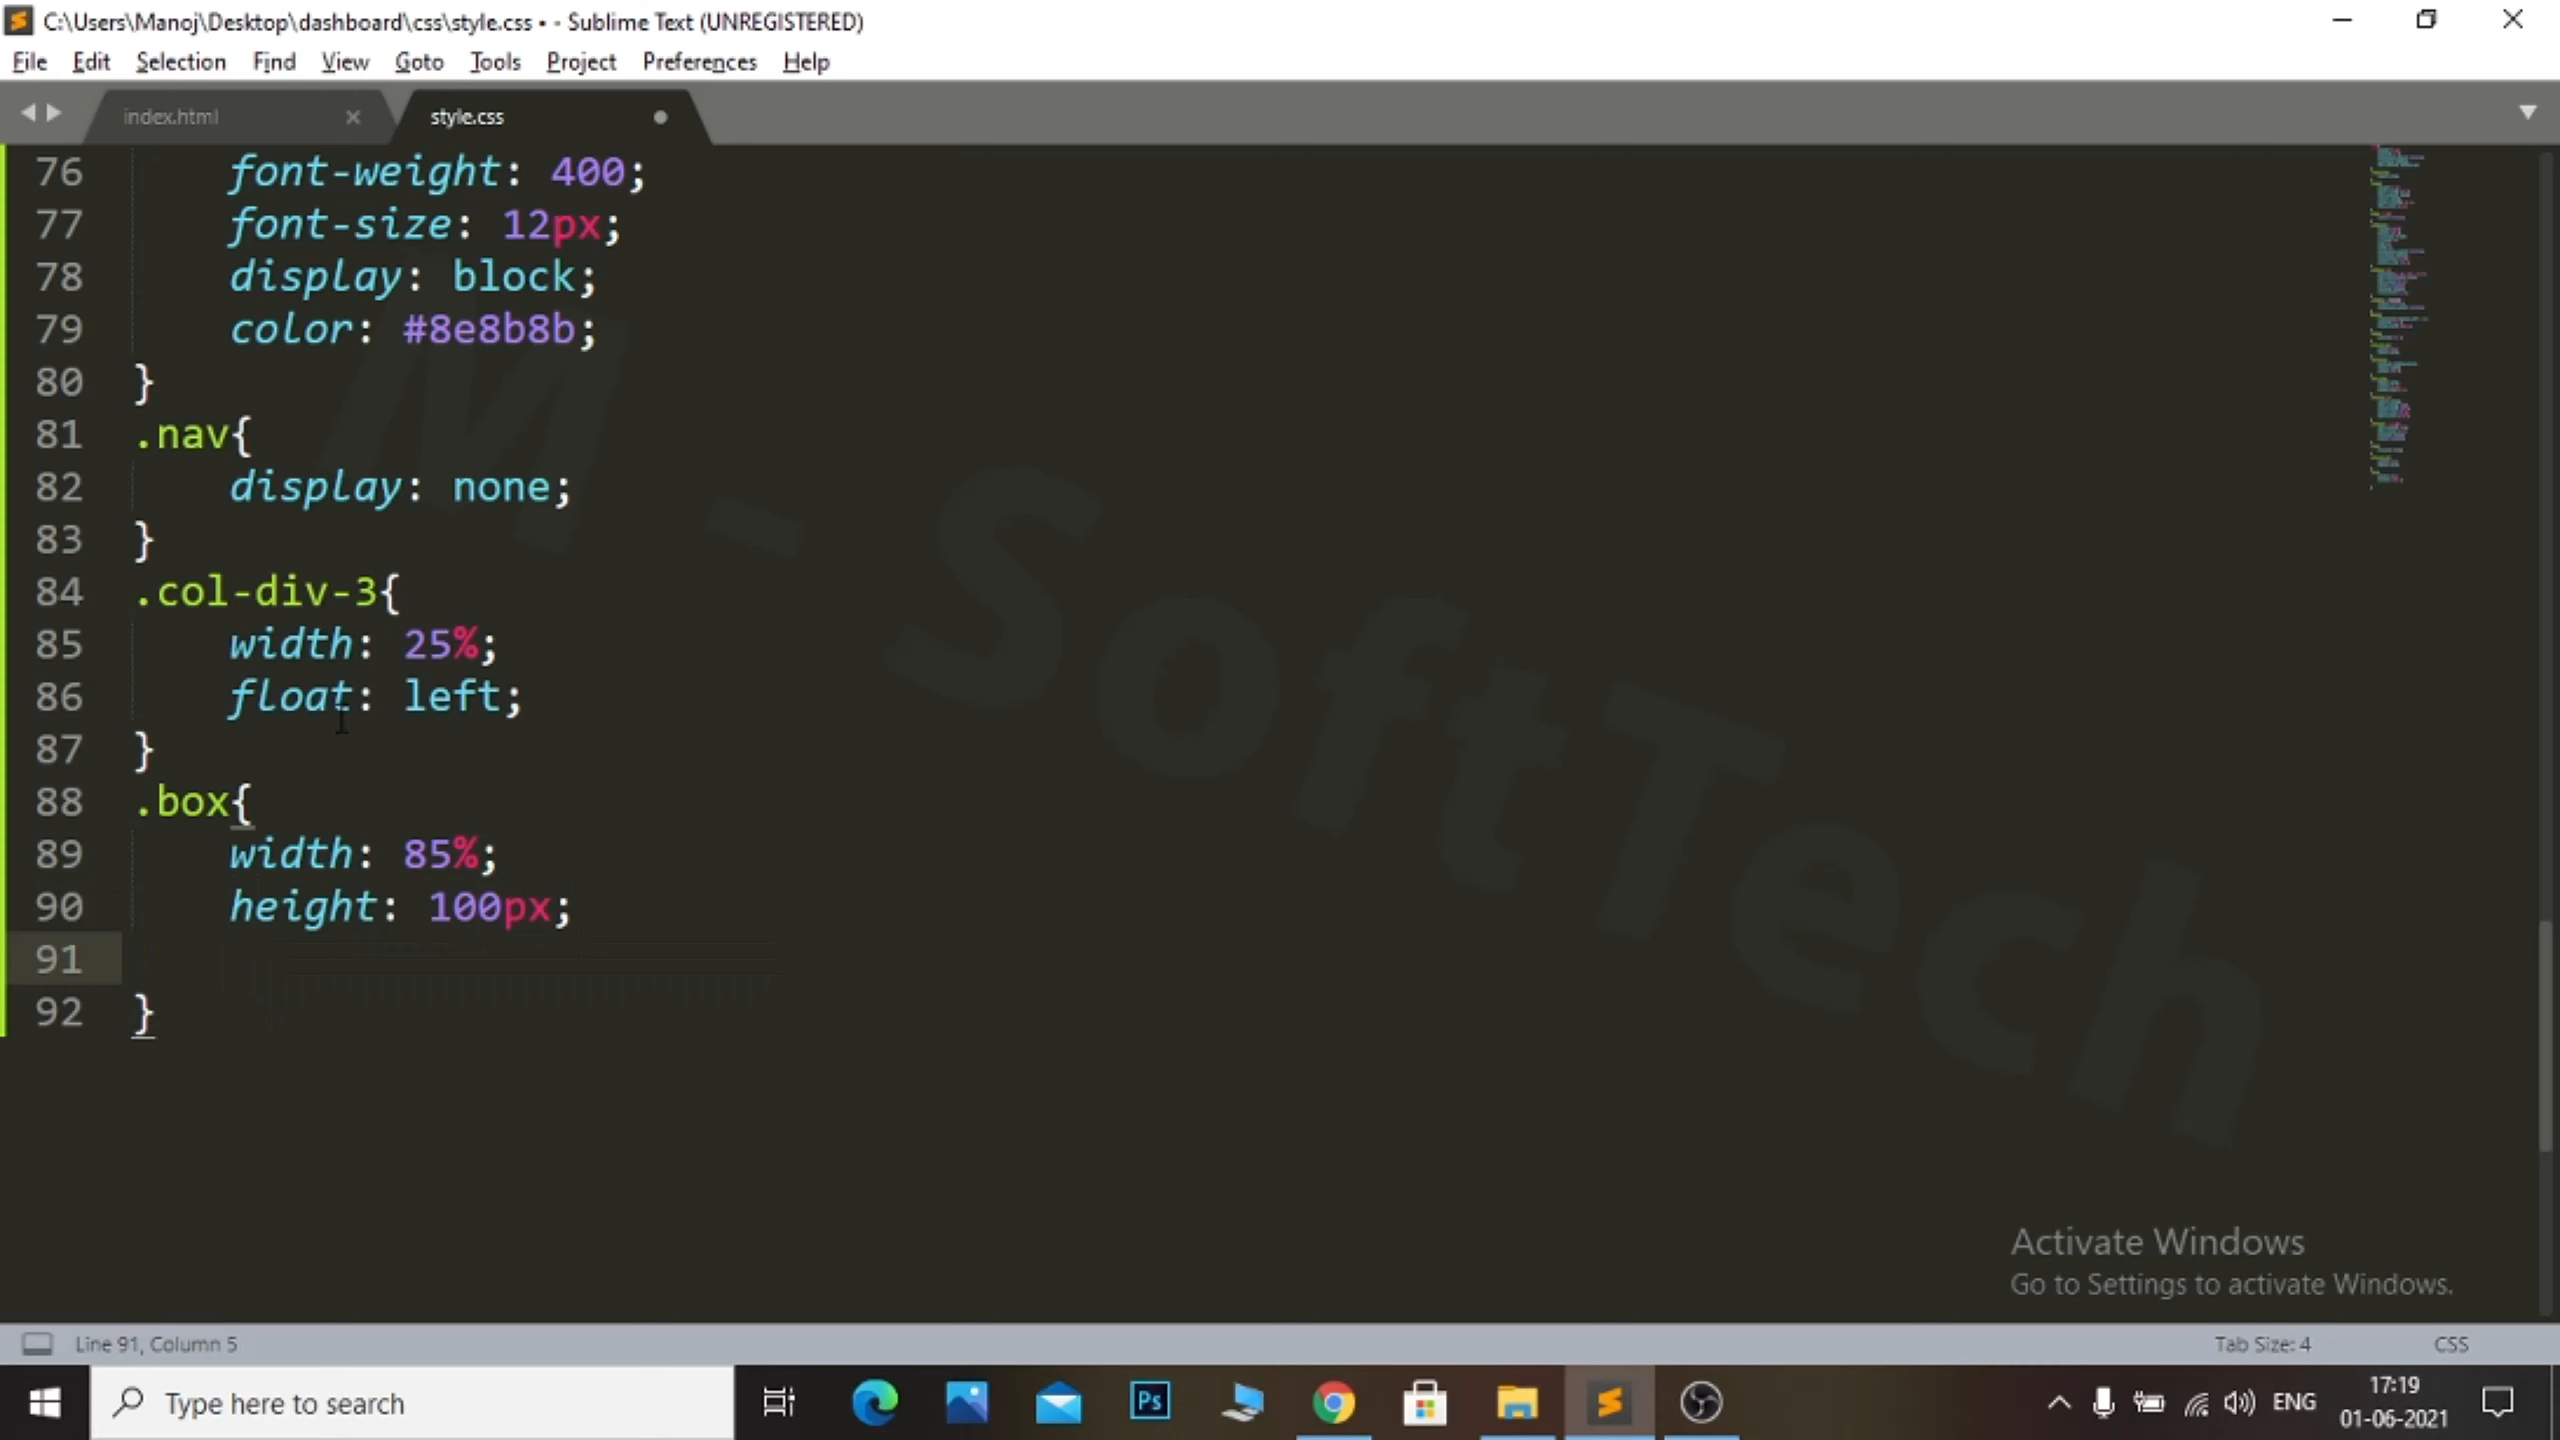 C:\Users\Manoj\Desktop\dashboard\css\style.css • - Sublime Text (UNREGISTERED)
File Edit Selection Find View Goto Tools Project Preferences Help
index.html style.css
76 font-weight: 400;
77 font-size: 12px;
78 display: block;
79 color: #8e8b8b;
80 }
81 .nav{
82 display: none;
83 }
84 .col-div-3{
85 width: 25%;
86 float: left;
87 }
88 .box{
89 width: 85%;
90 height: 100px;
91
92 }
M - SoftTech
Activate Windows
Go to Settings to activate Windows.
Line 91, Column 5 Tab Size: 4 CSS
Type here to search Ps ENG 17:19
01-06-2021